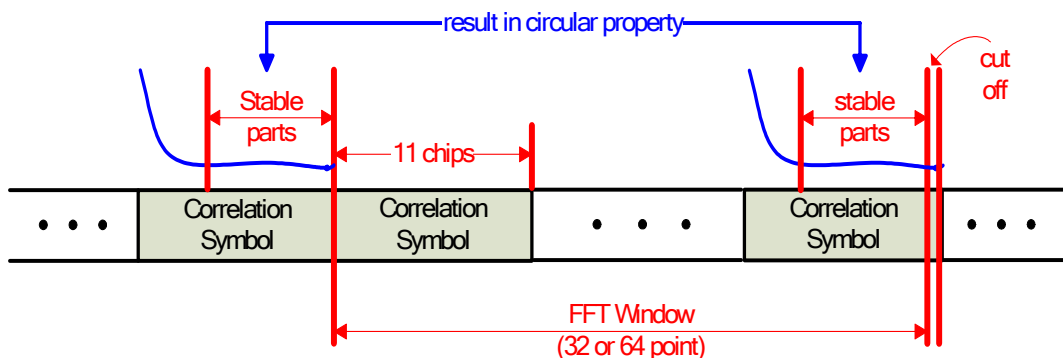 result in circular property
cut
off
Stable
parts
stable
parts
11 chips
Correlation
Symbol
Correlation
Symbol
Correlation
Symbol
FFT Window
(32 or 64 point)